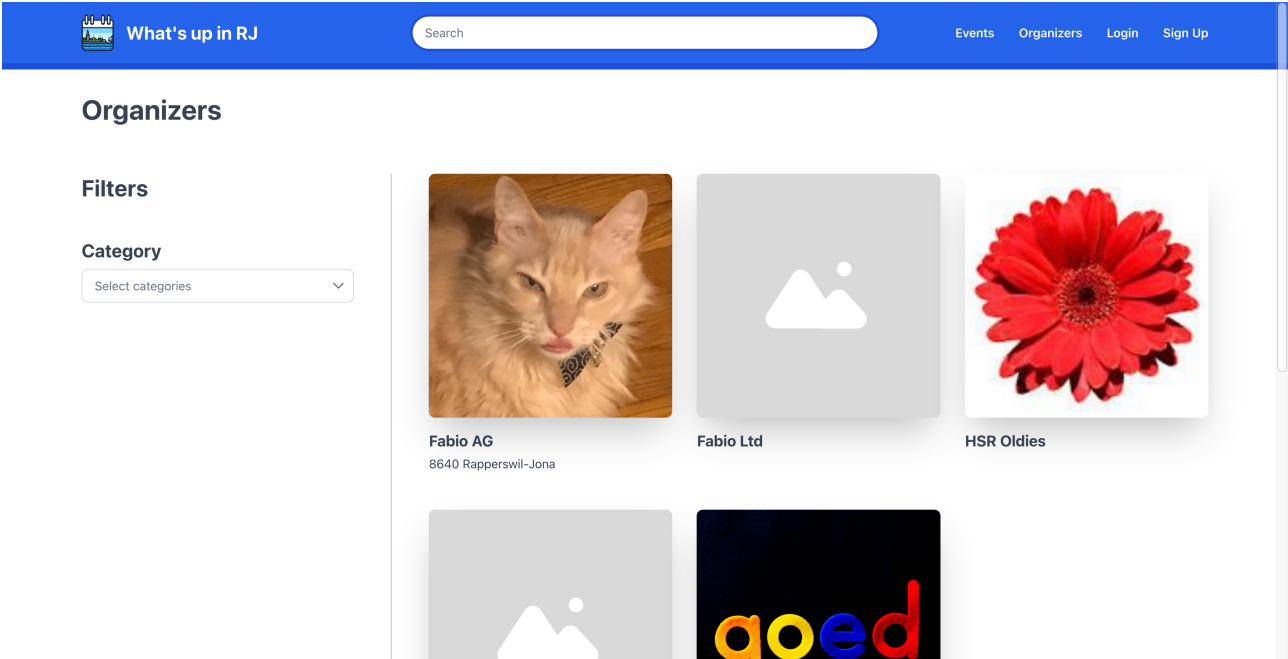 What's up in RJ
Search
Events
Organizers
Login
Sign Up
Organizers
Filters
Category
Select categories
Fabio AG
8640 Rapperswil-Jona
Fabio Ltd
HSR Oldies
goed